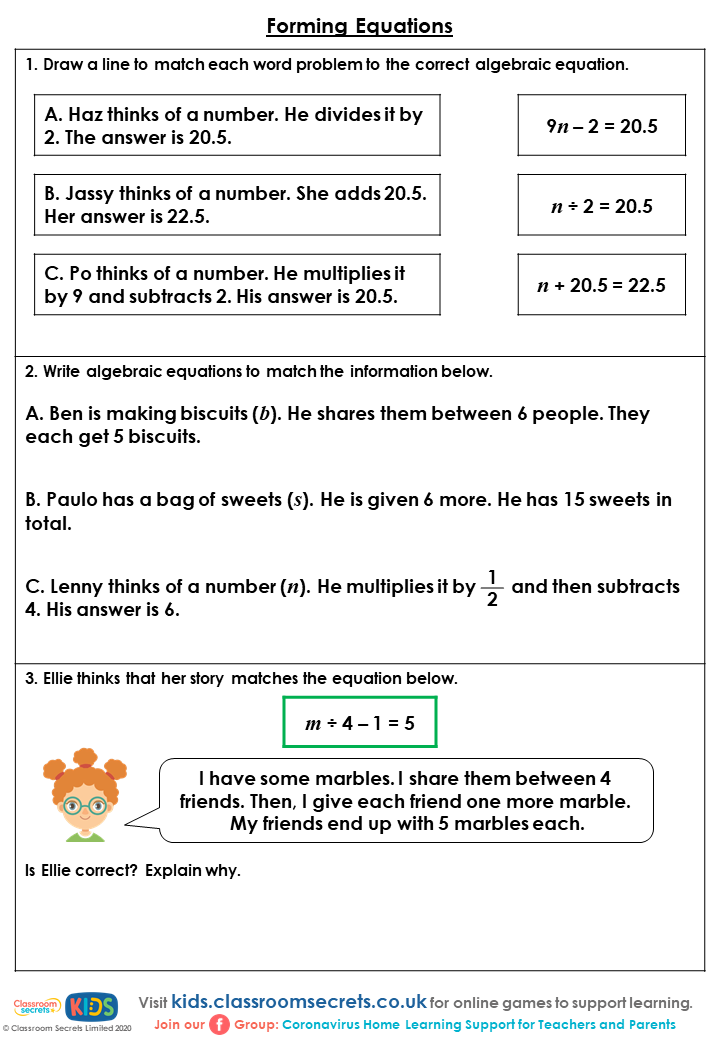 Forming Equations
1. Draw a line to match each word problem to the correct algebraic equation.
A. Haz thinks of a number. He divides it by
2. The answer is 20.5.
9n – 2 = 20.5
B. Jassy thinks of a number. She adds 20.5.
Her answer is 22.5.
n ÷ 2 = 20.5
C. Po thinks of a number. He multiplies it
by 9 and subtracts 2. His answer is 20.5.
n + 20.5 = 22.5
2. Write algebraic equations to match the information below.
A. Ben is making biscuits (b). He shares them between 6 people. They
each get 5 biscuits.
B. Paulo has a bag of sweets (s). He is given 6 more. He has 15 sweets in
total.
C. Lenny thinks of a number (n). He multiplies it by 1/2 and then subtracts
4. His answer is 6.
3. Ellie thinks that her story matches the equation below.
m ÷ 4 – 1 = 5
I have some marbles. I share them between 4
friends. Then, I give each friend one more marble.
My friends end up with 5 marbles each.
Is Ellie correct? Explain why.
Classroom
secrets
KIDS
© Classroom Secrets Limited 2020
Visit kids.classroomsecrets.co.uk for online games to support learning.
Join our f Group: Coronavirus Home Learning Support for Teachers and Parents